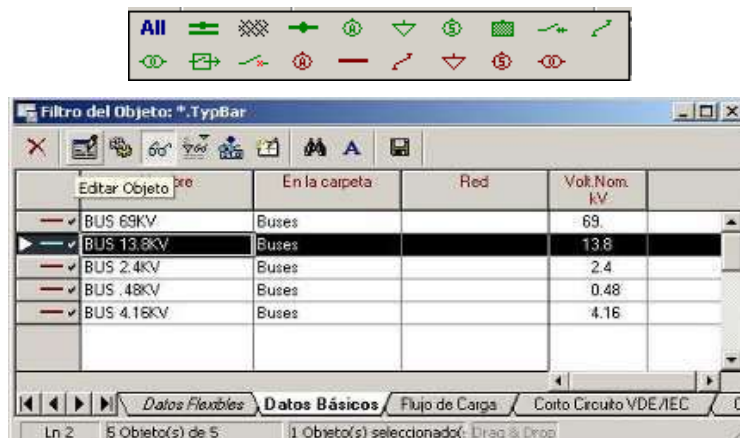 All
Filtro del Objeto: *.TypBar
Editar Objeto
En la carpeta Red Volt.Nom. kV
BUS 69KV Buses 69.
BUS 13.8KV Buses 13.8
BUS 2.4KV Buses 2.4
BUS .48KV Buses 0.48
BUS 4.16KV Buses 4.16
Datos Flexibles Datos Básicos Flujo de Carga Corto Circuito VDE/IEC
Ln 2 5 Objeto(s) de 5 1 Objeto(s) seleccionado(- Drag & Drop